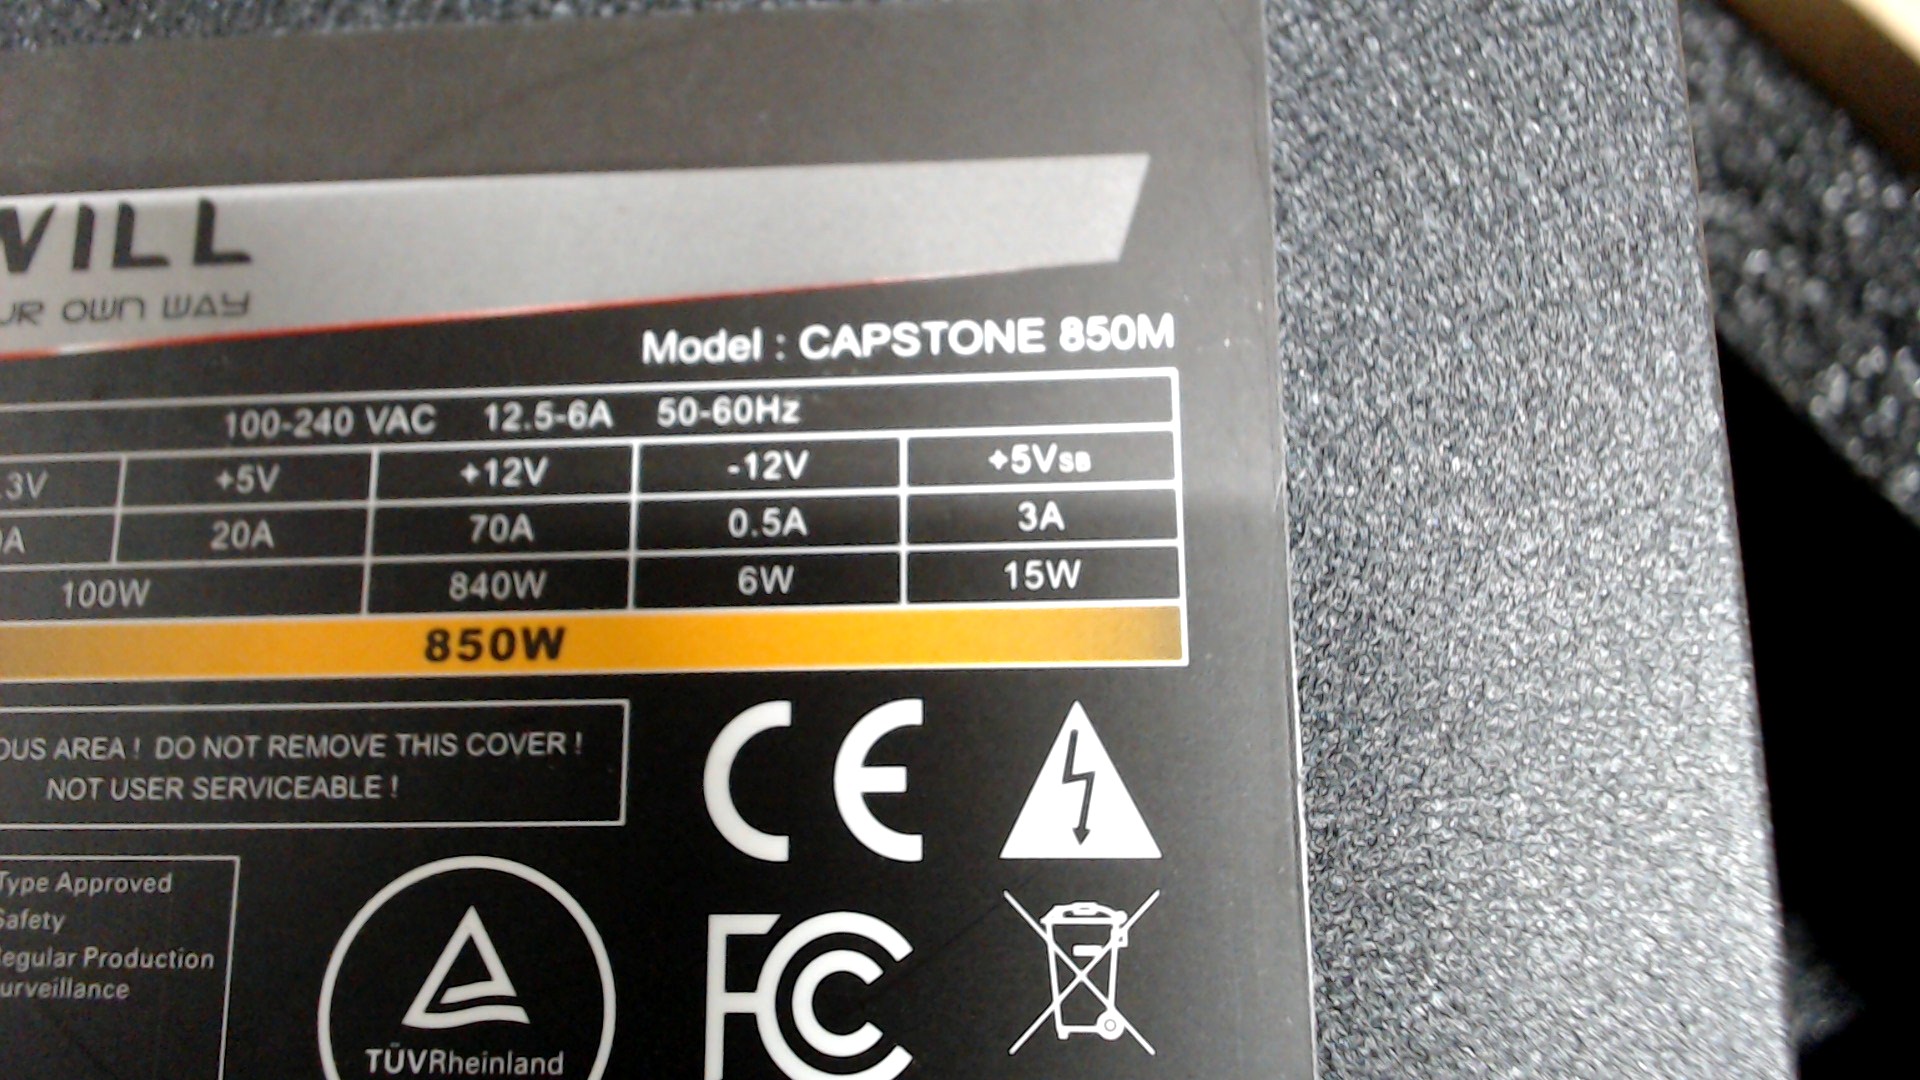 WILL
UR OWN WAY
Model : CAPSTONE 850M
100-240 VAC 12.5-6A 50-60Hz
.3V +5V +12V -12V +5VSB
A 20A 70A 0.5A 3A
100W 840W 6W 15W
850W
OUS AREA ! DO NOT REMOVE THIS COVER !
NOT USER SERVICEABLE !
CE
Type Approved
Safety
Regular Production
urveillance
TÜVRheinland
FC